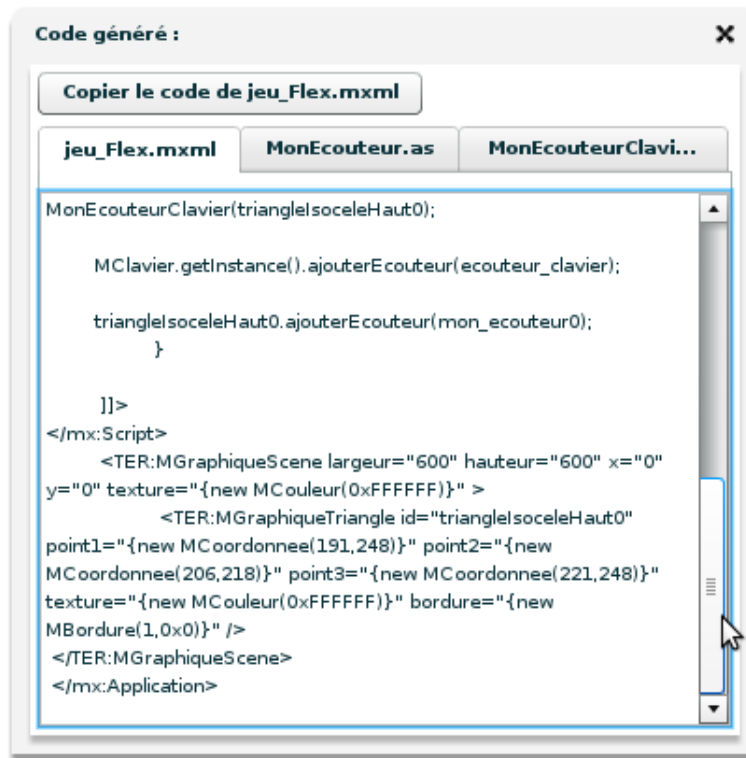 Code généré :
Copier le code de jeu_Flex.mxml
jeu_Flex.mxml MonEcouteur.as MonEcouteurClavi...
MonEcouteurClavier(triangleIsoceleHaut0);
MClavier.getInstance().ajouterEcouteur(ecouteur_clavier);
triangleIsoceleHaut0.ajouterEcouteur(mon_ecouteur0);
}
]]>
</mx:Script>
<TER:MGraphiqueScene largeur="600" hauteur="600" x="0"
y="0" texture="{new MCouleur(0xFFFFFF)}" >
<TER:MGraphiqueTriangle id="triangleIsoceleHaut0"
point1="{new MCoordonnee(191,248)}" point2="{new
MCoordonnee(206,218)}" point3="{new MCoordonnee(221,248)}"
texture="{new MCouleur(0xFFFFFF)}" bordure="{new
MBordure(1,0x0)}" />
</TER:MGraphiqueScene>
</mx:Application>